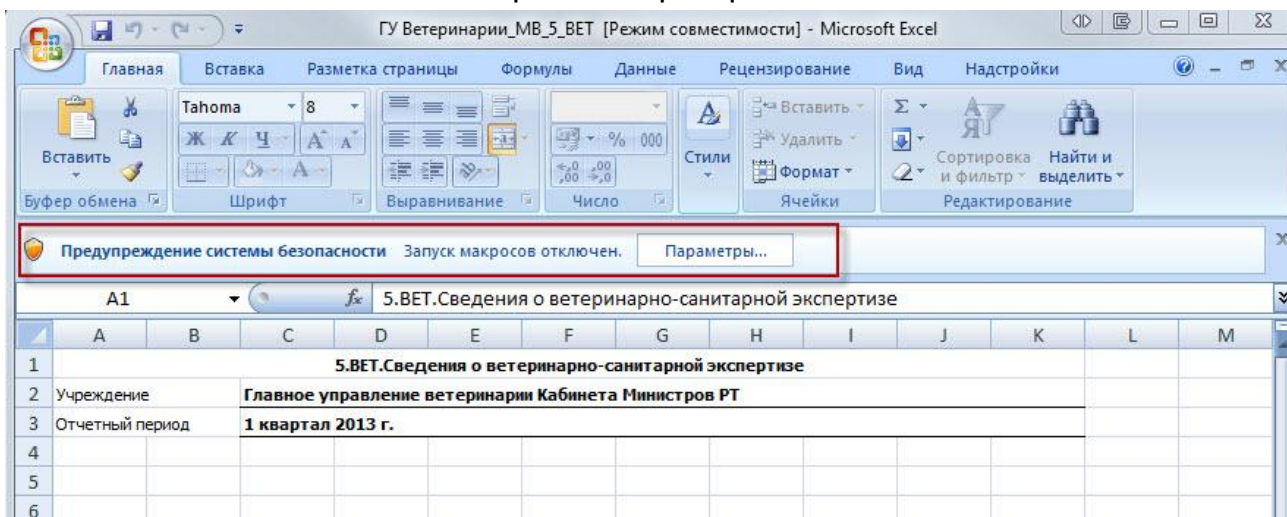 ГУ Ветеринарии_МВ_5_ВЕТ [Режим совместимости] - Microsoft Excel
Главная Вставка Разметка страницы Формулы Данные Рецензирование Вид Надстройки
Tahoma 8
Ж К Ч % 000
Вставить
Стили
Вставить
Удалить
Формат
Σ
Сортировка и фильтр
Найти и выделить
Буфер обмена Шрифт Выравнивание Число Ячейки Редактирование
Предупреждение системы безопасности Запуск макросов отключен. Параметры...
A1 fx 5.ВЕТ.Сведения о ветеринарно-санитарной экспертизе
A B C D E F G H I J K L M
1 5.ВЕТ.Сведения о ветеринарно-санитарной экспертизе
2 Учреждение Главное управление ветеринарии Кабинета Министров РТ
3 Отчетный период 1 квартал 2013 г.
4
5
6